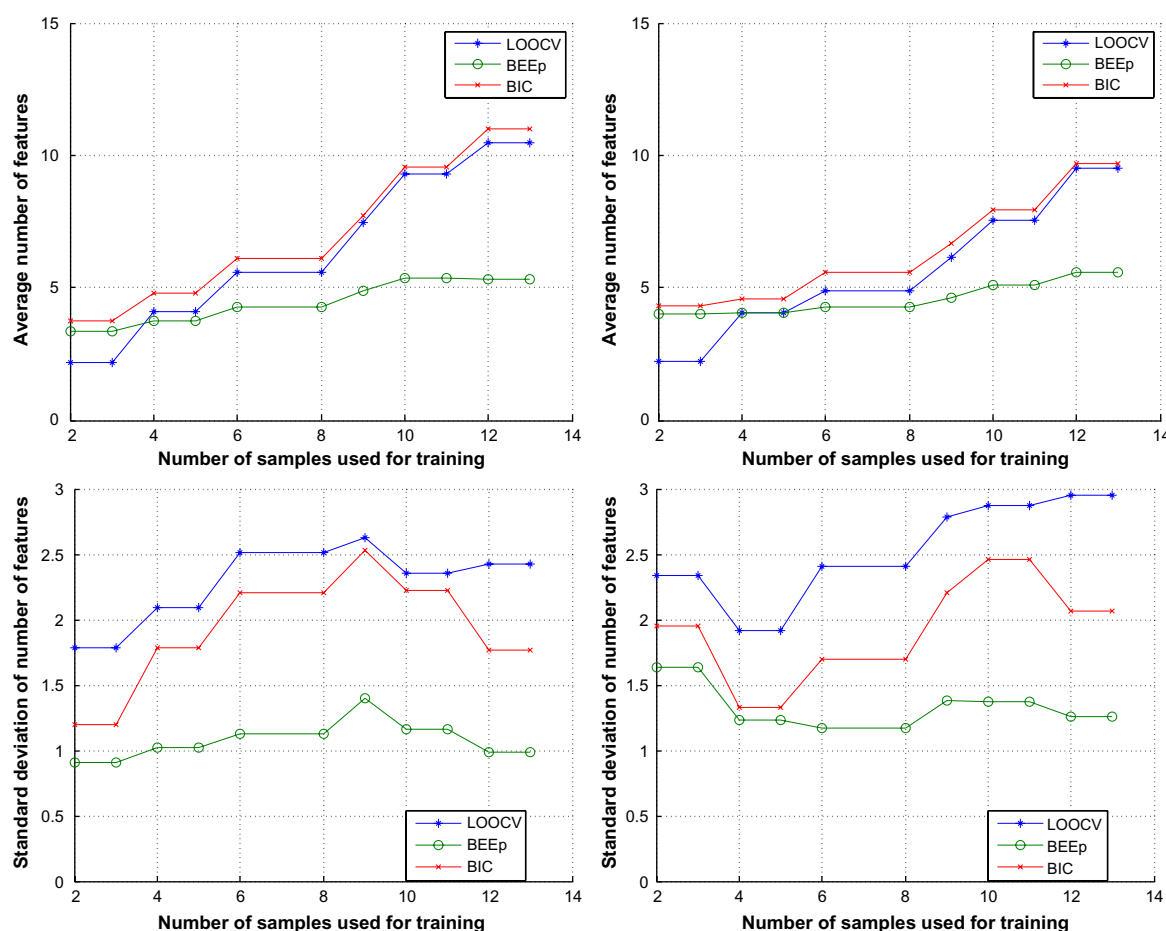 15
10
5
0
Average number of features
LOOCV
BEEp
BIC
2 4 6 8 10 12 14
Number of samples used for training
15
10
5
0
Average number of features
LOOCV
BEEp
BIC
2 4 6 8 10 12 14
Number of samples used for training
3
2.5
2
1.5
1
0.5
0
Standard deviation of number of features
LOOCV
BEEp
BIC
2 4 6 8 10 12 14
Number of samples used for training
3
2.5
2
1.5
1
0.5
0
Standard deviation of number of features
LOOCV
BEEp
BIC
2 4 6 8 10 12 14
Number of samples used for training